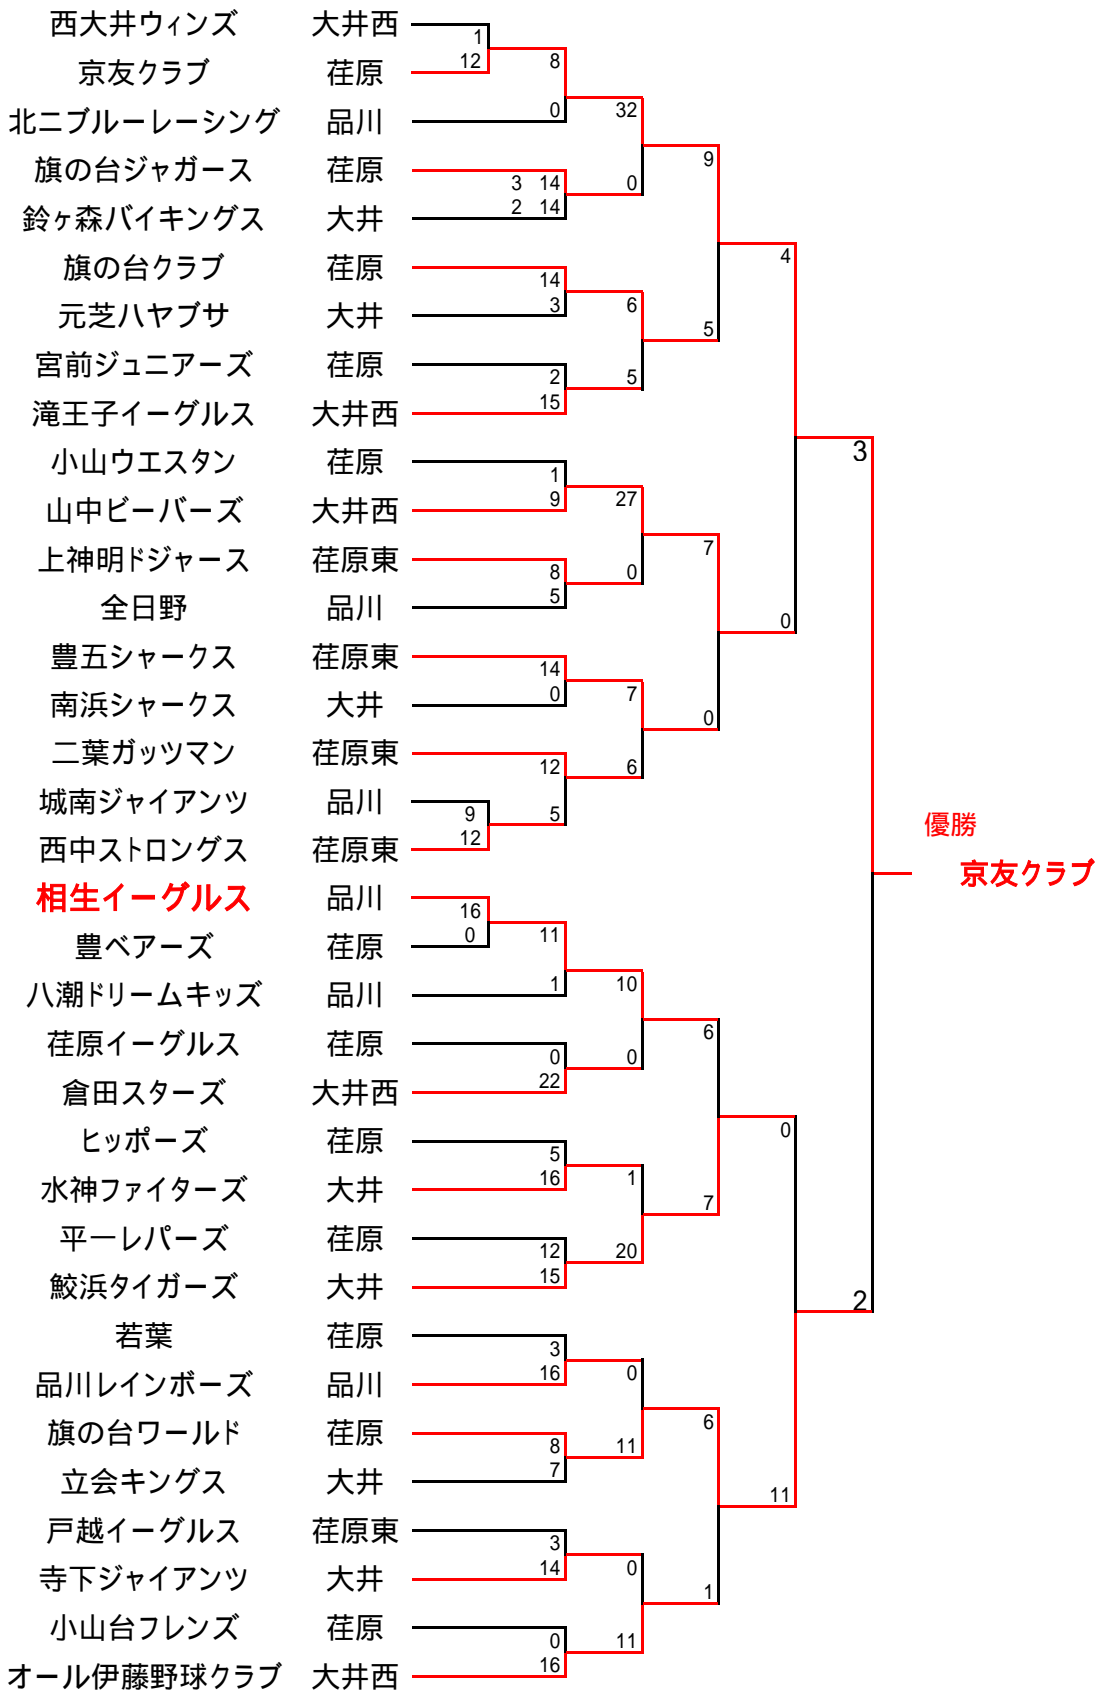 西大井ウィンズ 大井西
1
12
京友クラブ 荏原
8
0
北ニブルーレーシング 品川
32
0
旗の台ジャガース 荏原
3 14
2 14
鈴ヶ森バイキングス 大井
9
5
旗の台クラブ 荏原
14
3
元芝ハヤブサ 大井
6
5
宮前ジュニアーズ 荏原
2
15
滝王子イーグルス 大井西
4
0
小山ウエスタン 荏原
1
9
山中ビーバーズ 大井西
27
0
上神明ドジャース 荏原東
8
5
全日野 品川
7
0
豊五シャークス 荏原東
14
0
南浜シャークス 大井
7
6
二葉ガッツマン 荏原東
12
5
城南ジャイアンツ 品川
9
12
西中ストロングス 荏原東
3
2
優勝
京友クラブ
相生イーグルス 品川
16
0
豊ベアーズ 荏原
11
1
八潮ドリームキッズ 品川
10
0
荏原イーグルス 荏原
0
22
倉田スターズ 大井西
6
7
ヒッポーズ 荏原
5
16
水神ファイターズ 大井
1
20
平一レパーズ 荏原
12
15
鮫浜タイガーズ 大井
0
11
若葉 荏原
3
16
品川レインボーズ 品川
0
11
旗の台ワールド 荏原
8
7
立会キングス 大井
6
1
戸越イーグルス 荏原東
3
14
寺下ジャイアンツ 大井
0
11
小山台フレンズ 荏原
0
16
オール伊藤野球クラブ 大井西